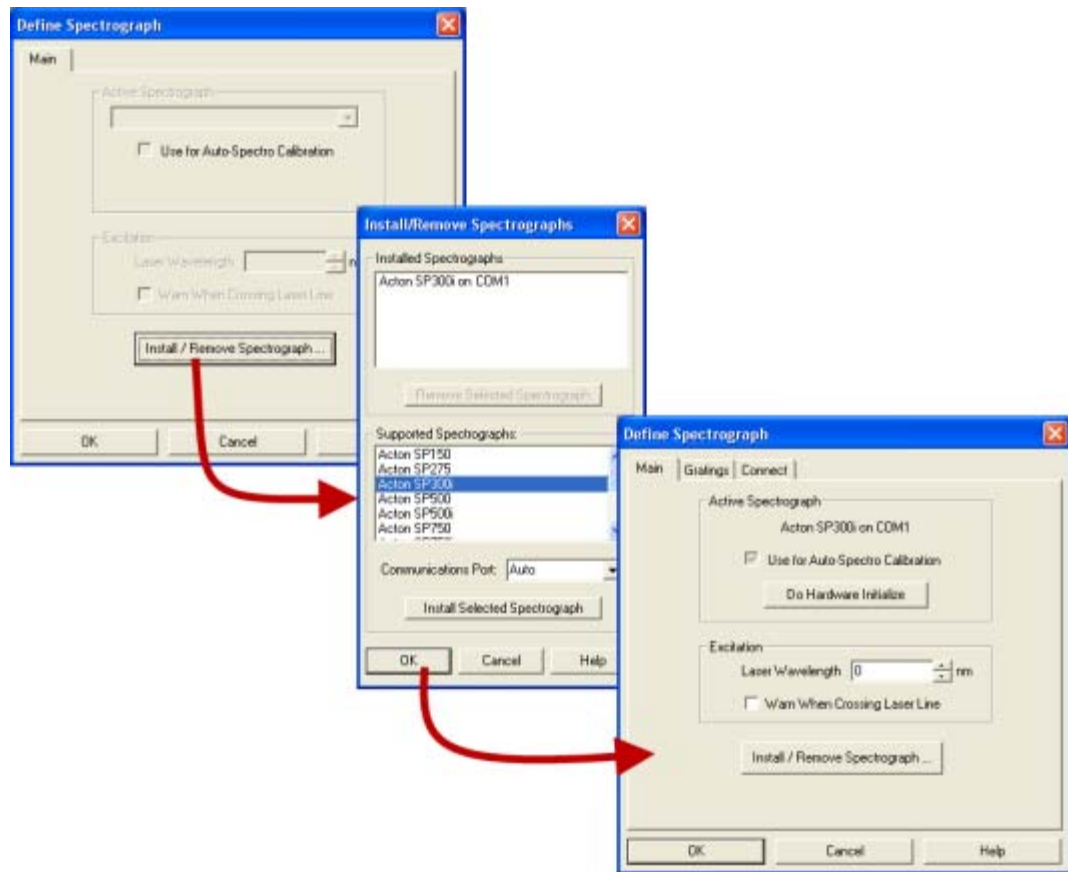 Define Spectrograph
Main
Active Spectrograph
Use for Auto-Spectro Calibration
Excitation
Laser Wavelength
Warn When Crossing Laser Line
Install / Remove Spectrograph ...
OK Cancel
Install/Remove Spectrographs
Installed Spectrographs
Acton SP300i on COM1
Remove Selected Spectrograph
Supported Spectrographs:
Acton SP150
Acton SP275
Acton SP300i
Acton SP500
Acton SP500i
Acton SP750
Communications Port: Auto
Install Selected Spectrograph
OK Cancel Help
Define Spectrograph
Main Gratings Connect
Active Spectrograph
Acton SP300i on COM1
Use for Auto-Spectro Calibration
Do Hardware Initialize
Excitation
Laser Wavelength 0 nm
Warn When Crossing Laser Line
Install / Remove Spectrograph ...
OK Cancel Help